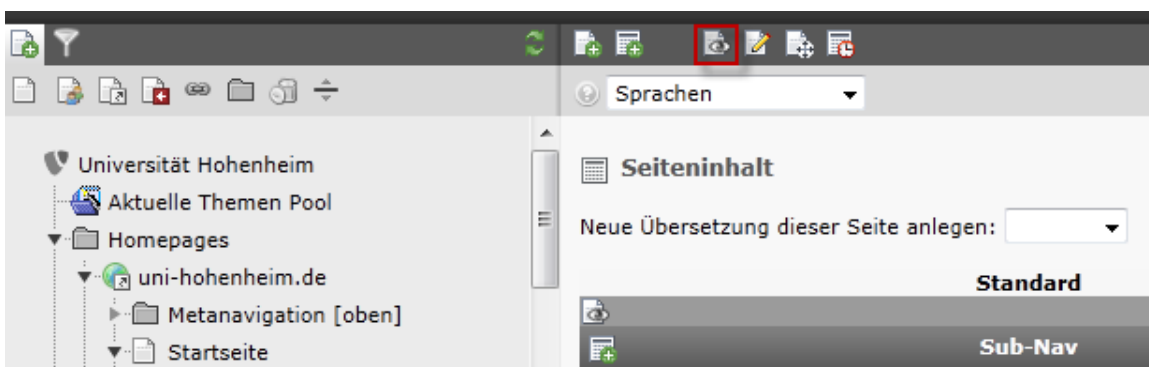 Sprachen
Universität Hohenheim
Aktuelle Themen Pool
Homepages
uni-hohenheim.de
Metanavigation [oben]
Startseite
Seiteninhalt
Neue Übersetzung dieser Seite anlegen:
Standard
Sub-Nav